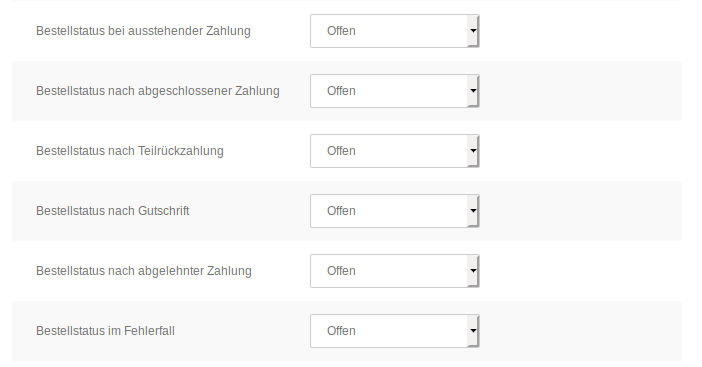 Bestellstatus bei ausstehender Zahlung Offen
Bestellstatus nach abgeschlossener Zahlung Offen
Bestellstatus nach Teilrückzahlung Offen
Bestellstatus nach Gutschrift Offen
Bestellstatus nach abgelehnter Zahlung Offen
Bestellstatus im Fehlerfall Offen